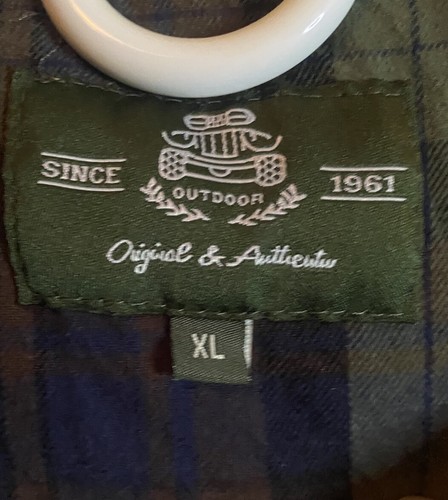 SINCE
OUTDOOR
1961
Original & Authentic
XL